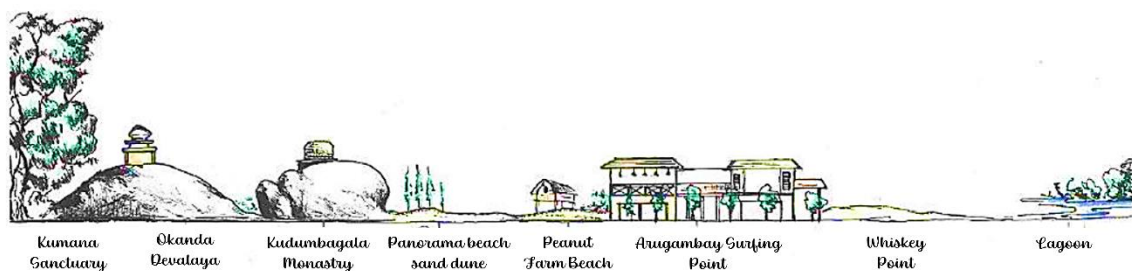 Kumana
Sanctuary
Okanda
Devalaya
Kudumbagala
Monastry
Panorama beach
sand dune
Peanut
Farm Beach
Arugambay Surfing
Point
Whiskey
Point
Lagoon